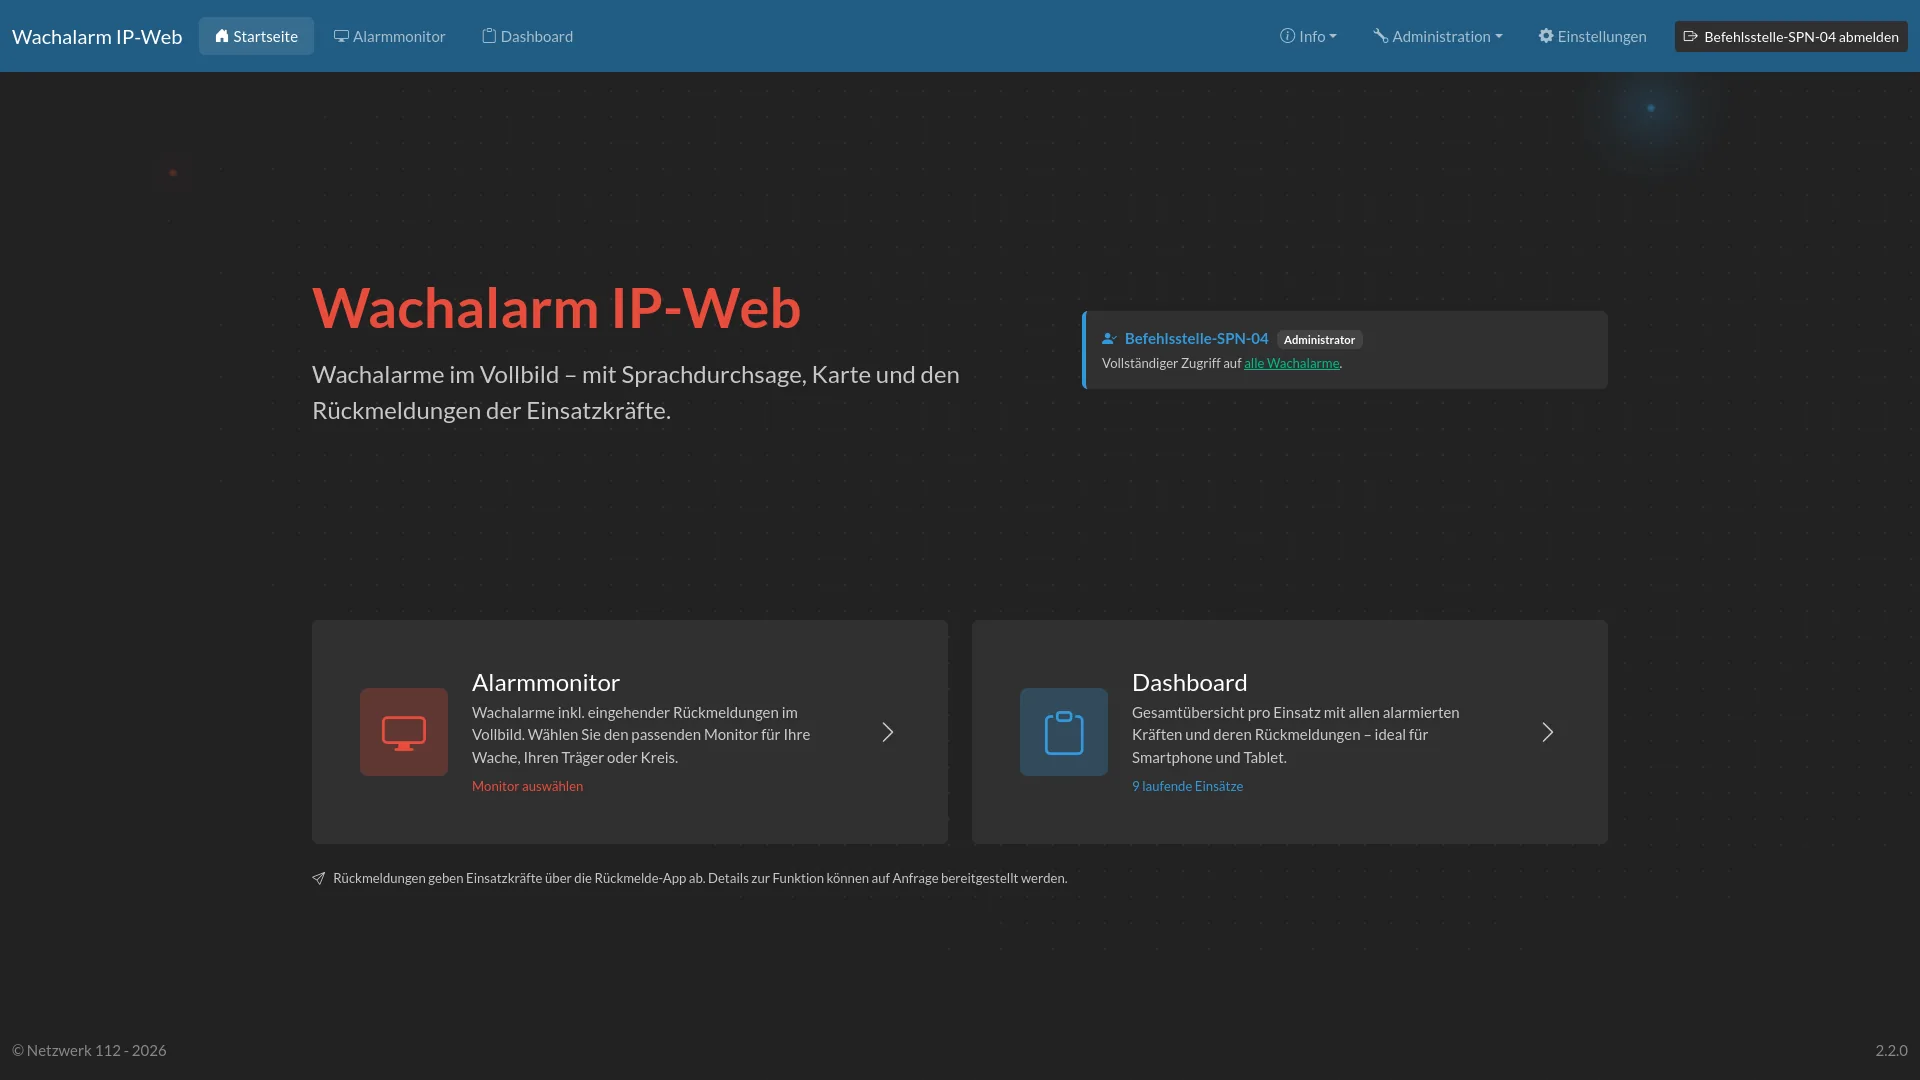 Wachalarm IP-Web
Startseite
Alarmmonitor
Dashboard
Info
Administration
Einstellungen
Befehlsstelle-SPN-04 abmelden
Wachalarm IP-Web
Wachalarme im Vollbild – mit Sprachdurchsage, Karte und den
Rückmeldungen der Einsatzkräfte.
Befehlsstelle-SPN-04 Administrator
Vollständiger Zugriff auf alle Wachalarme.
Alarmmonitor
Wachalarme inkl. eingehender Rückmeldungen im
Vollbild. Wählen Sie den passenden Monitor für Ihre
Wache, Ihren Träger oder Kreis.
Monitor auswählen
Dashboard
Gesamtübersicht pro Einsatz mit allen alarmierten
Kräften und deren Rückmeldungen – ideal für
Smartphone und Tablet.
9 laufende Einsätze
Rückmeldungen geben Einsatzkräfte über die Rückmelde-App ab. Details zur Funktion können auf Anfrage bereitgestellt werden.
© Netzwerk 112 - 2026
2.2.0